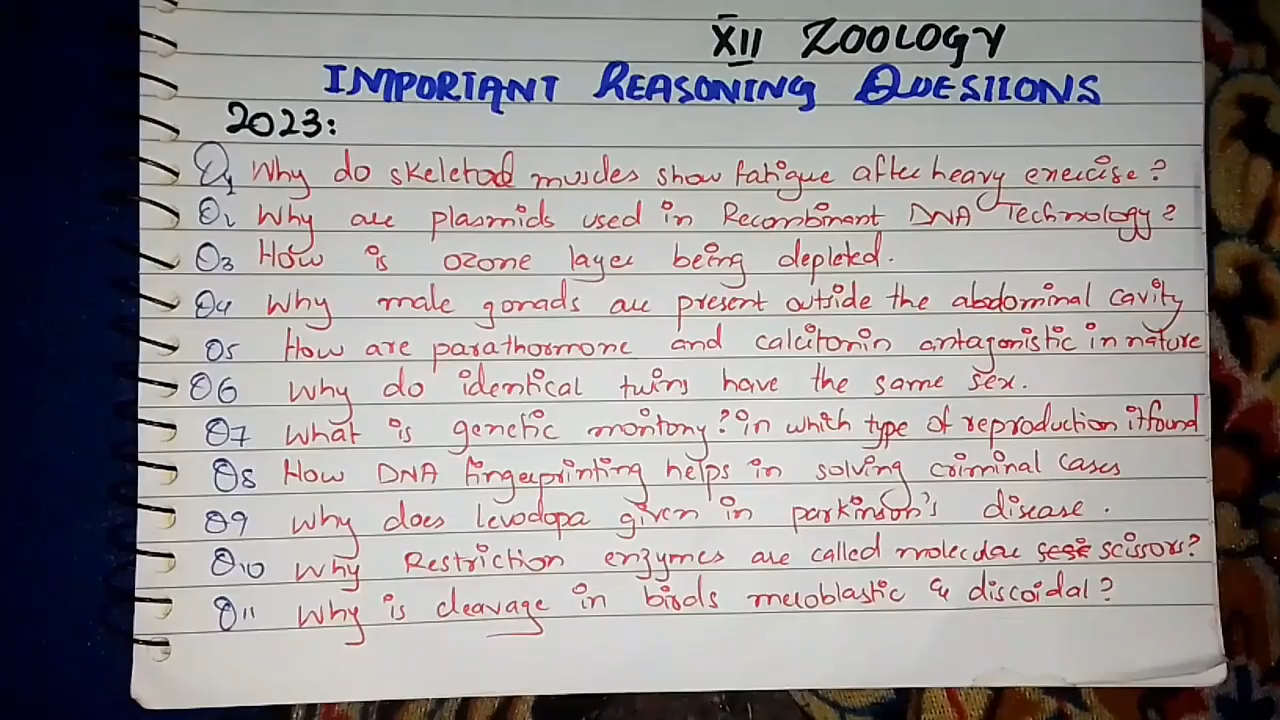 XII ZOOLOGY
IMPORTANT REASONING QUESTIONS
2023:
Q1 Why do skeletal muscles show fatigue after heavy exercise?
Q2 Why are plasmids used in Recombinant DNA Technology?
Q3 How is ozone layer being depleted.
Q4 Why male gonads are present outside the abdominal cavity
Q5 How are parathormone and calcitonin antagonistic in nature
Q6 Why do identical twins have the same sex.
Q7 What is genetic montony? in which type of reproduction it found
Q8 How DNA fingerprinting helps in solving criminal cases
Q9 Why does levodopa given in parkinson's disease.
Q10 Why Restriction enzymes are called molecular scissors?
Q11 Why is cleavage in birds meroblastic & discoidal?